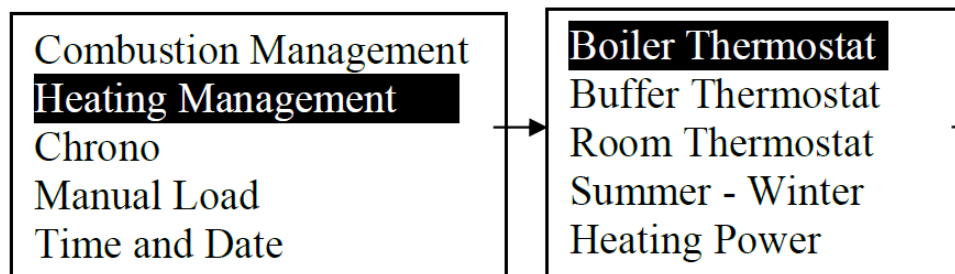 Combustion Management
Heating Management
Chrono
Manual Load
Time and Date
Boiler Thermostat
Buffer Thermostat
Room Thermostat
Summer - Winter
Heating Power